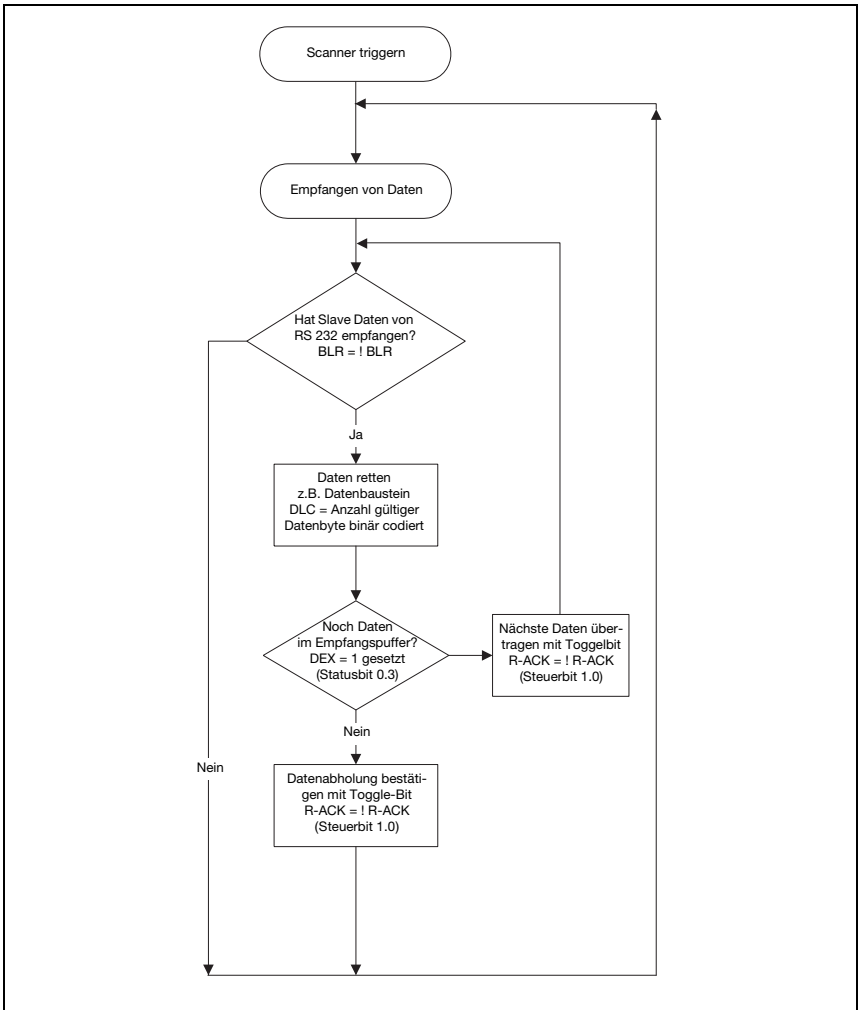 Scanner triggern
Empfangen von Daten
Hat Slave Daten von
RS 232 empfangen?
BLR = ! BLR
Ja
Daten retten
z.B. Datenbaustein
DLC = Anzahl gültiger
Datenbyte binär codiert
Noch Daten
im Empfangspuffer?
DEX = 1 gesetzt
(Statusbit 0.3)
Nächste Daten über-
tragen mit Toggelbit
R-ACK = ! R-ACK
(Steuerbit 1.0)
Nein
Nein
Datenabholung bestäti-
gen mit Toggle-Bit
R-ACK = ! R-ACK
(Steuerbit 1.0)